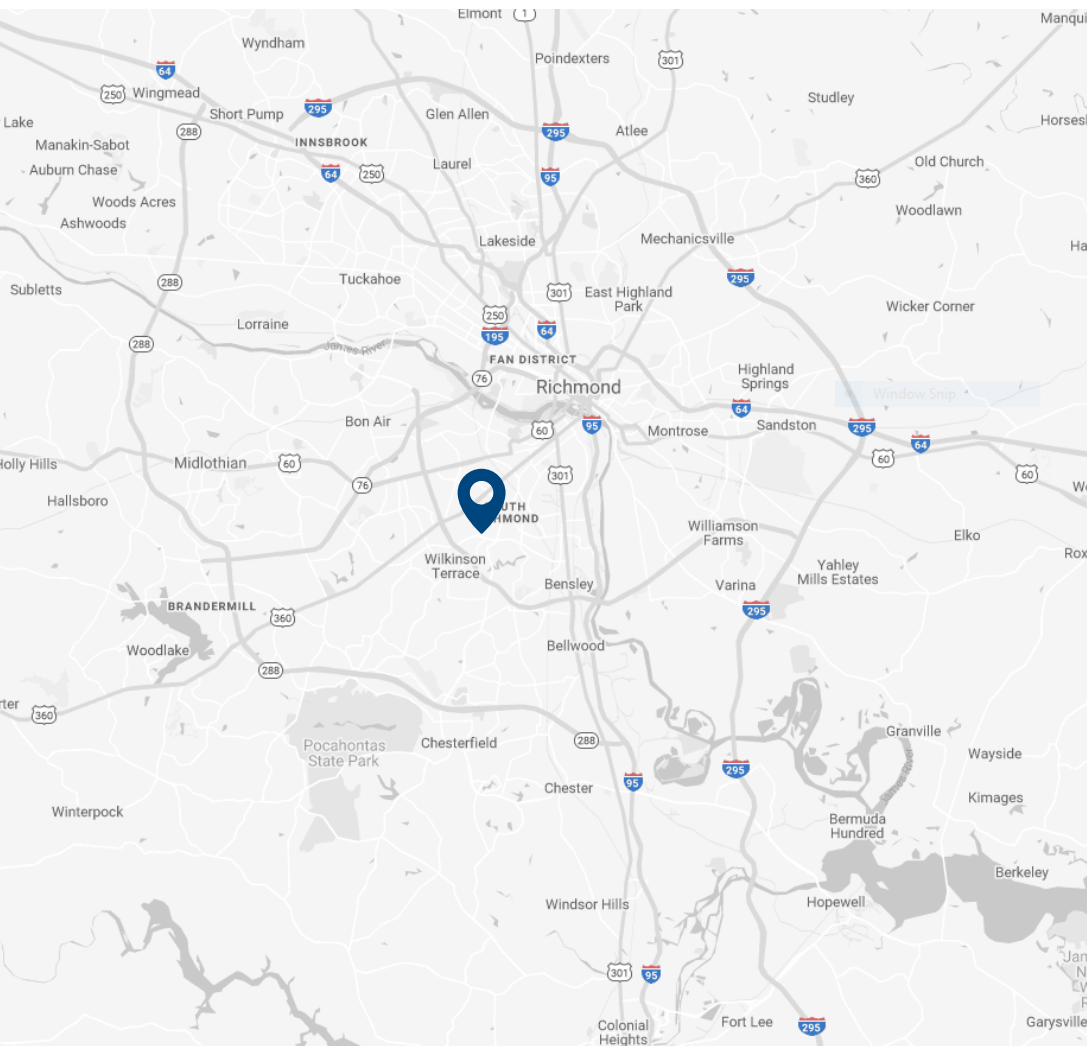 Elmont
1
Manqui
Wyndham
Poindexters
301
64
250
Wingmead
Short Pump
295
Glen Allen
Studley
Lake
288
INNSBROOK
295
Atlee
Horsesl
Manakin-Sabot
Auburn Chase
64
250
Laurel
95
Old Church
360
Woods Acres
Ashwoods
Woodlawn
Lakeside
Mechanicsville
Ha
Subletts
288
Tuckahoe
301
East Highland
Park
295
Wicker Corner
Lorraine
250
195
64
288
James River
FAN DISTRICT
76
Richmond
Highland
Springs
Window Snip
64
Bon Air
60
95
Montrose
Sandston
295
64
Holly Hills
Midlothian
60
76
301
60
60
We
Hallsboro
UTH
HMOND
Williamson
Farms
Elko
Rox
Wilkinson
Terrace
Bensley
Varina
Yahley
Mills Estates
BRANDERMILL
360
295
Woodlake
Bellwood
288
rter
360
Pocahontas
State Park
Chesterfield
288
Granville
Wayside
95
295
James River
Chester
Kimages
Winterpock
Bermuda
Hundred
Berkeley
Windsor Hills
Hopewell
301
95
Jan
N
W
R
Colonial
Heights
Fort Lee
295
Garysville